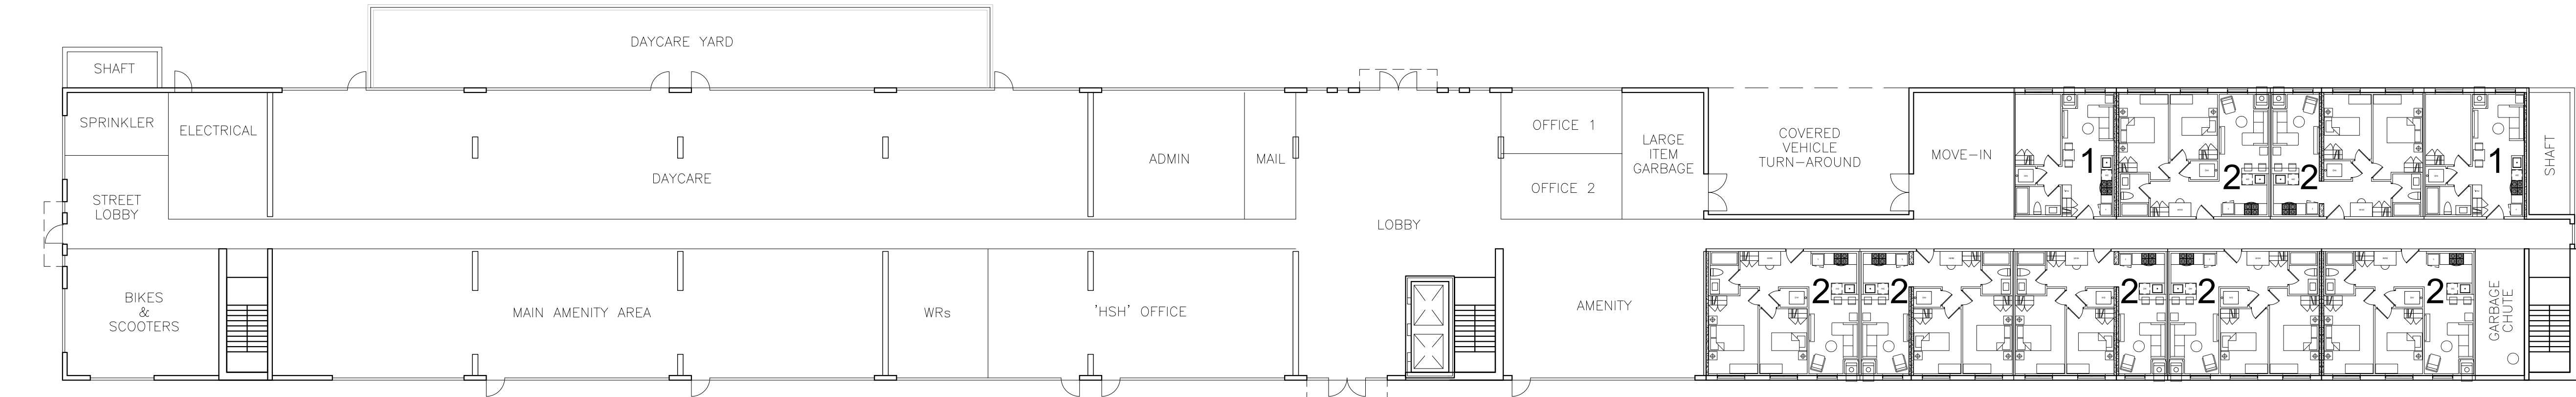 DAYCARE YARD
SHAFT
SPRINKLER
ELECTRICAL
STREET
LOBBY
DAYCARE
ADMIN
MAIL
OFFICE 1
OFFICE 2
LARGE
ITEM
GARBAGE
COVERED
VEHICLE
TURN-AROUND
MOVE-IN
1
2
2
1
SHAFT
LOBBY
BIKES
&
SCOOTERS
MAIN AMENITY AREA
WRs
'HSH' OFFICE
AMENITY
2
2
2
2
2
GARBAGE
CHUTE